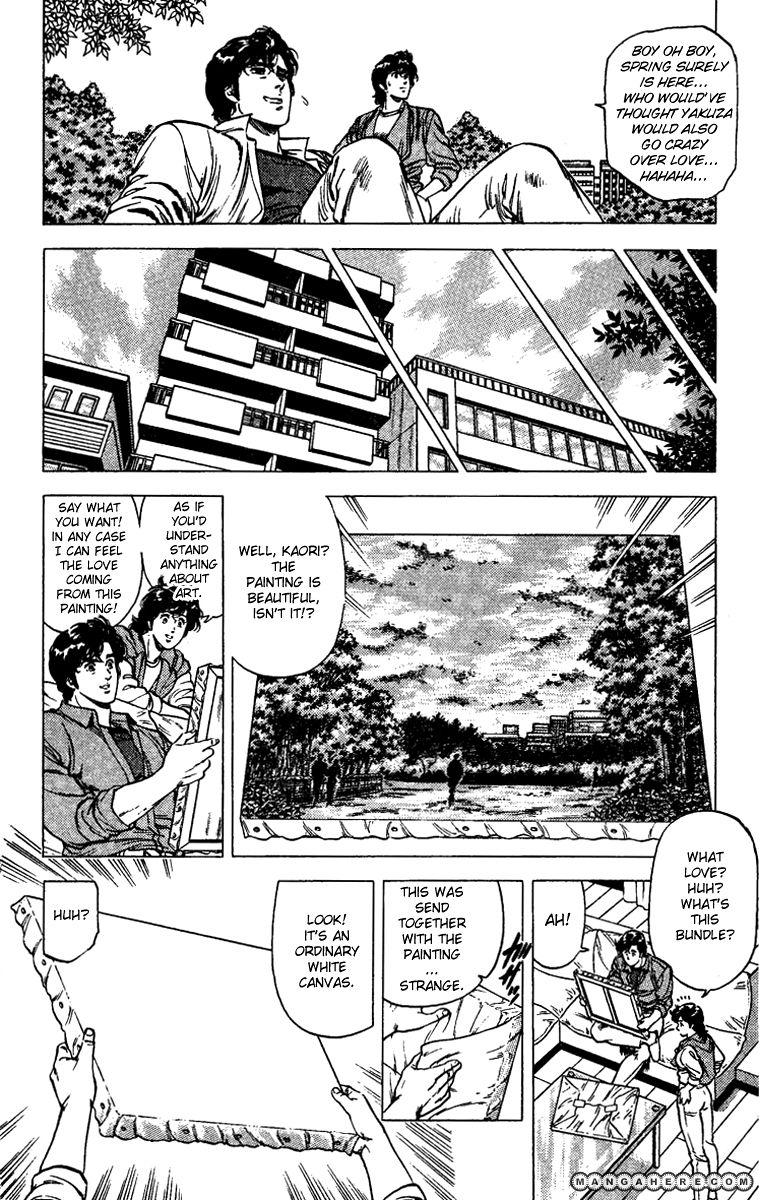 BOY OH BOY,
SPRING SURELY
IS HERE...
WHO WOULD'VE
THOUGHT YAKUZA
WOULD ALSO
GO CRAZY
OVER LOVE...
HAHAHA...
WELL, KAORI?
THE
PAINTING IS
BEAUTIFUL,
ISN'T IT!?
AS IF
YOU'D
UNDER-
STAND
ANYTHING
ABOUT
ART.
SAY WHAT
YOU WANT!
IN ANY CASE
I CAN FEEL
THE LOVE
COMING
FROM THIS
PAINTING!
WHAT
LOVE?
HUH?
WHAT'S
THIS
BUNDLE?
AH!
THIS WAS
SEND
TOGETHER
WITH THE
PAINTING
...
STRANGE.
LOOK!
IT'S AN
ORDINARY
WHITE
CANVAS.
HUH?
MANGAHERE.COM